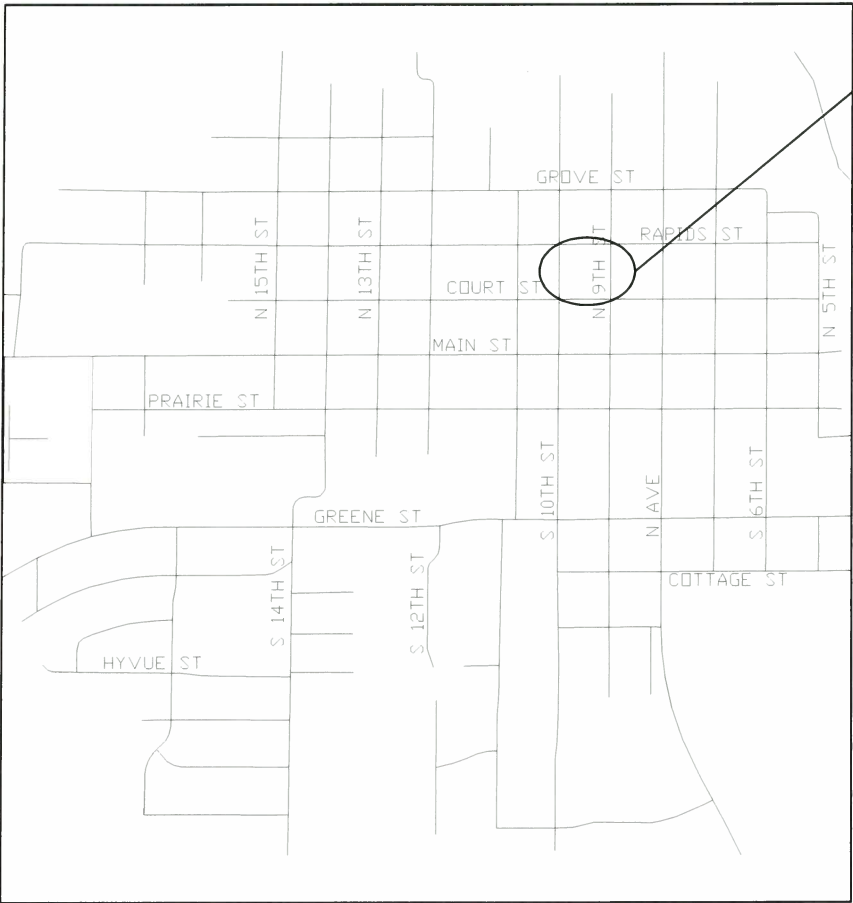 GROVE ST
RAPIDS ST
N 15TH ST
N 13TH ST
N 9TH ST
N 5TH ST
COURT ST
MAIN ST
PRAIRIE ST
S 10TH ST
N AVE
S 6TH ST
GREENE ST
S 14TH ST
S 12TH ST
COTTAGE ST
HYVUE ST